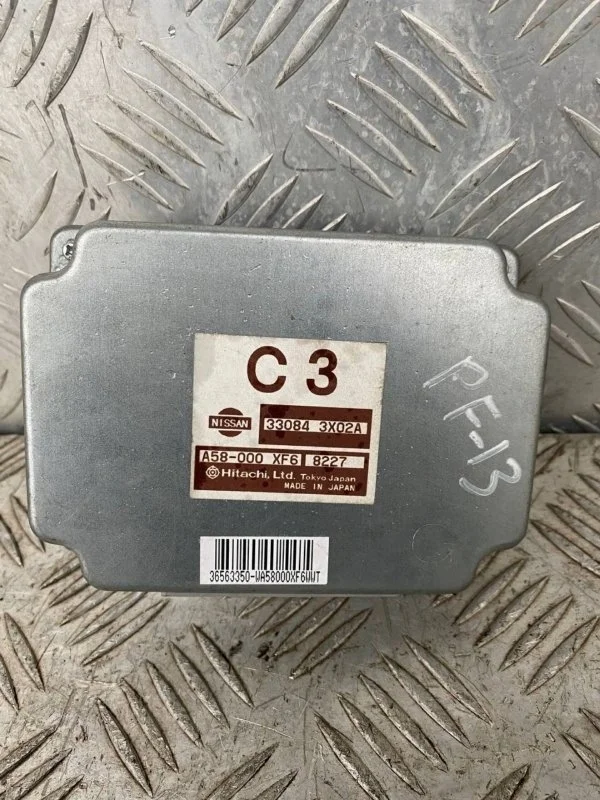 C 3
NISSAN 33084 3X02A
A58-000 XF6 8227
Hitachi, Ltd. Tokyo Japan
MADE IN JAPAN
PF-13
36563350-WA58000XF6WWT